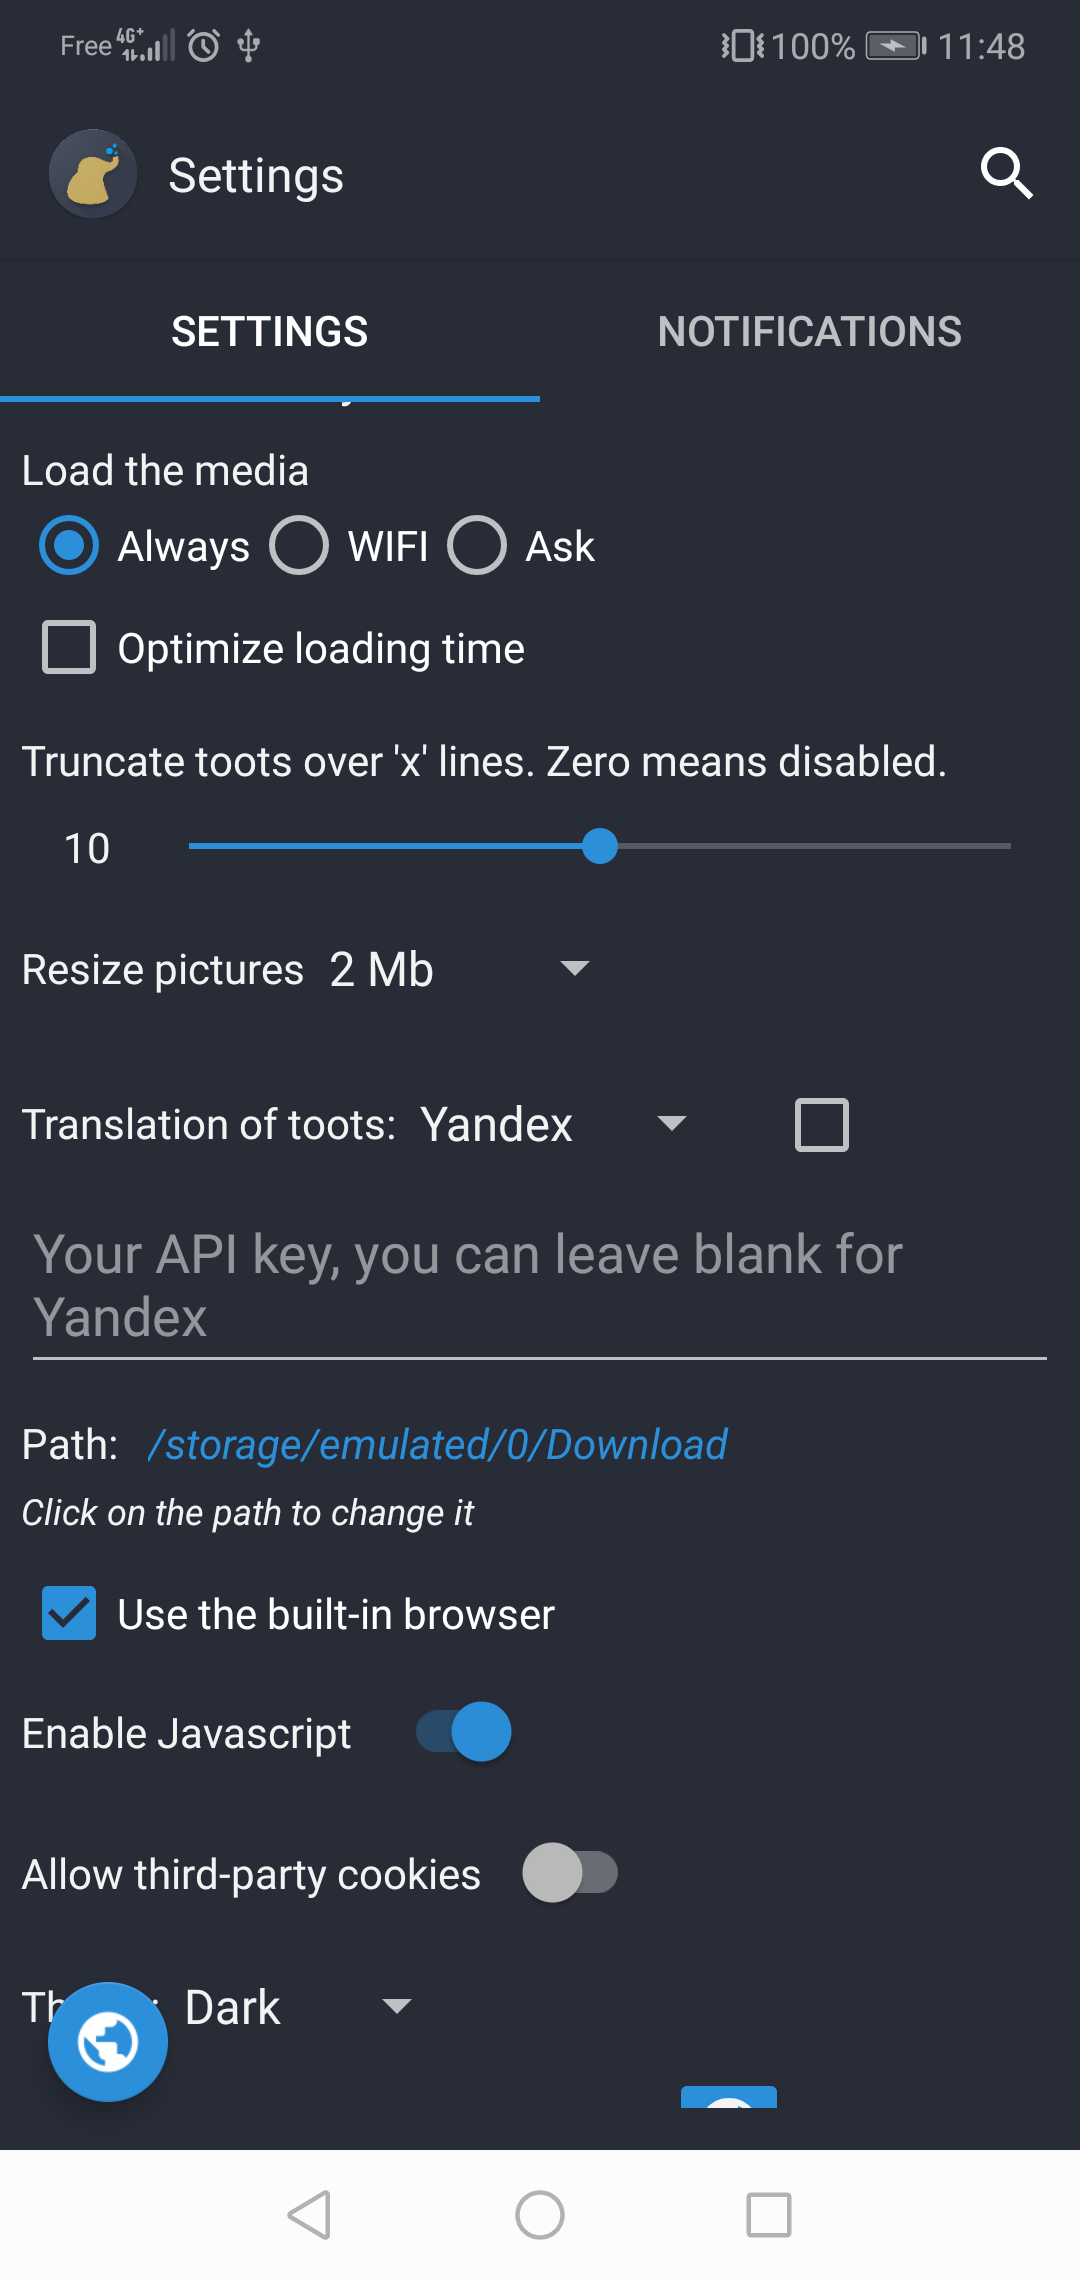 Free 4G+ 100% 11:48
Settings
SETTINGS NOTIFICATIONS
Load the media
Always WIFI Ask
Optimize loading time
Truncate toots over 'x' lines. Zero means disabled.
10
Resize pictures 2 Mb
Translation of toots: Yandex
Your API key, you can leave blank for
Yandex
Path: /storage/emulated/0/Download
Click on the path to change it
Use the built-in browser
Enable Javascript
Allow third-party cookies
Dark